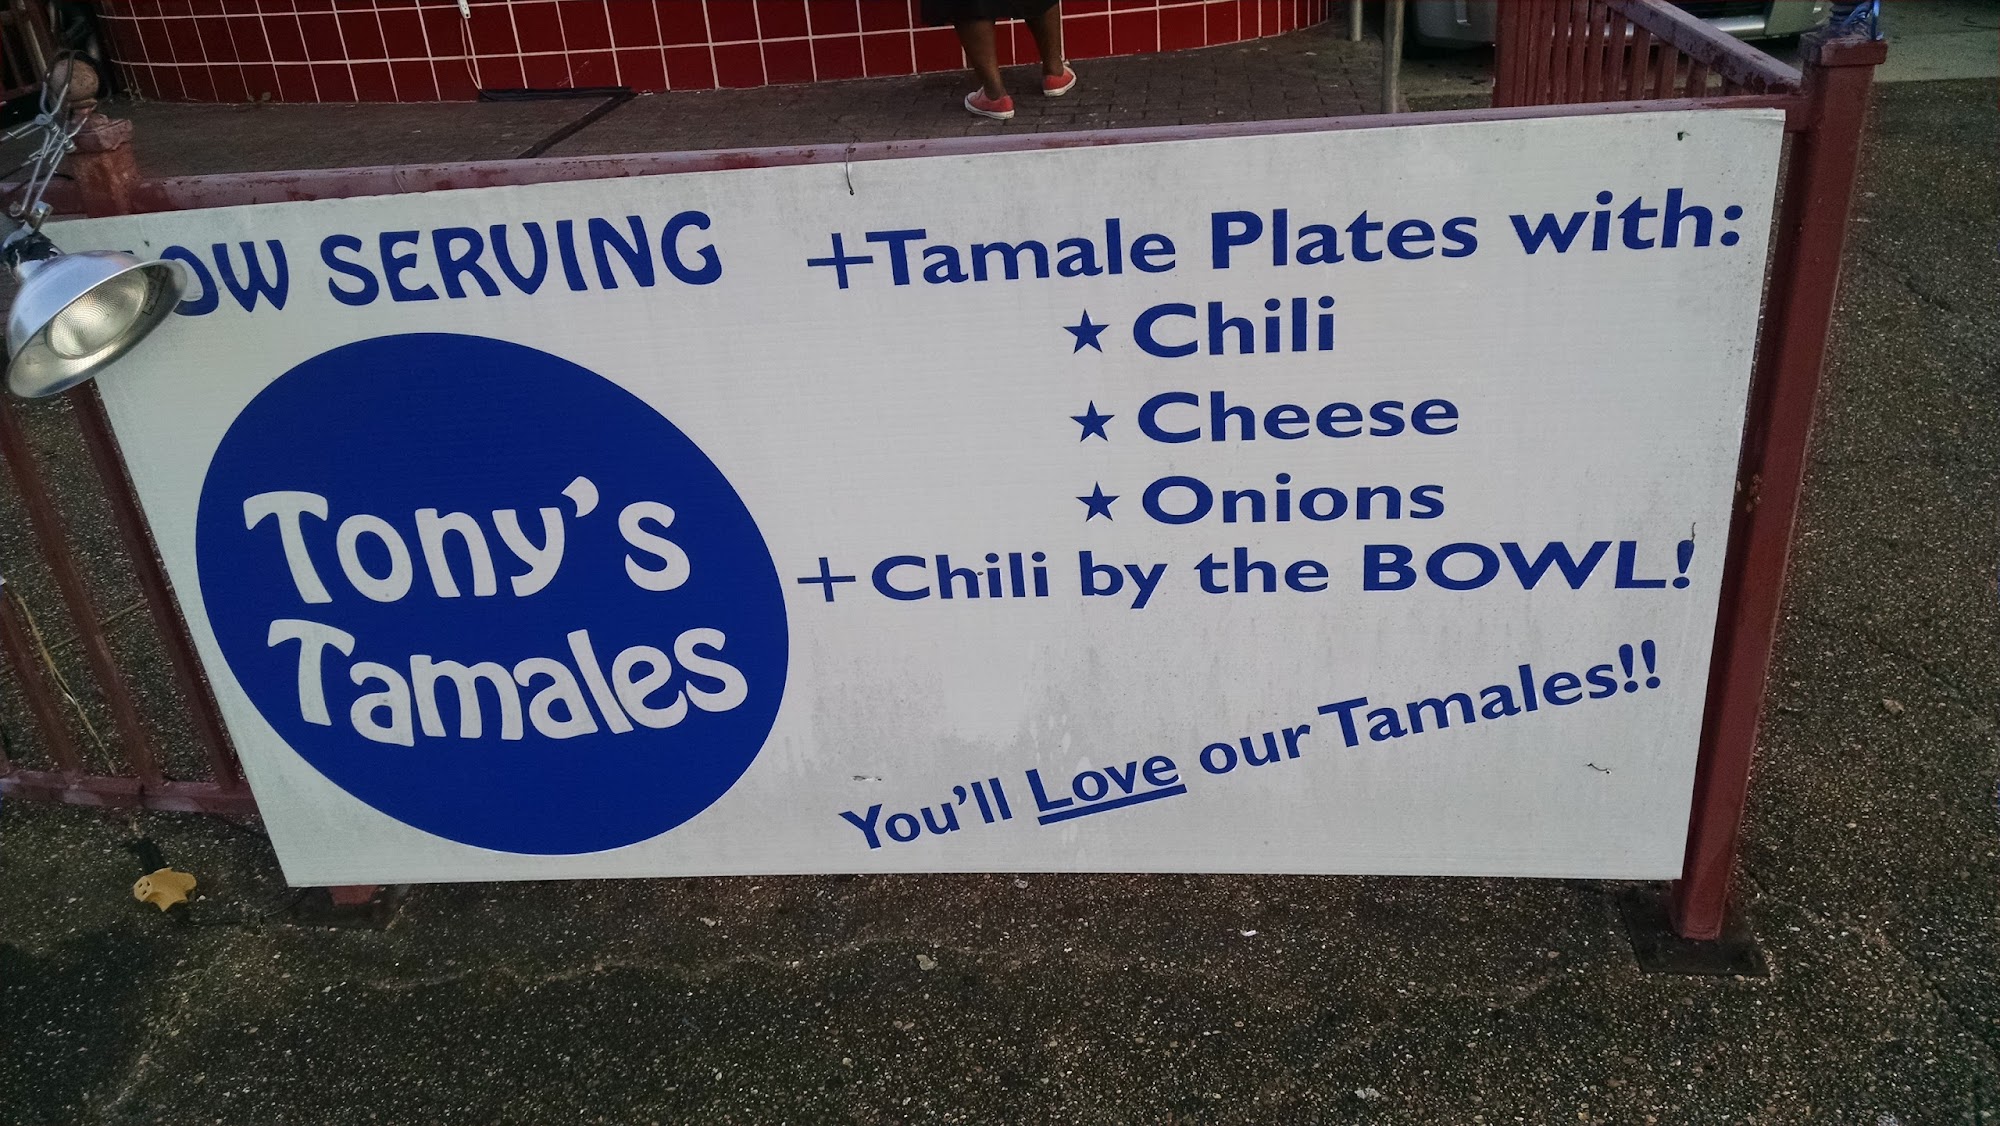 OW SERVING
Tony's
Tamales
+Tamale Plates with:
★ Chili
★ Cheese
★ Onions
+Chili by the BOWL!
You'll Love our Tamales!!